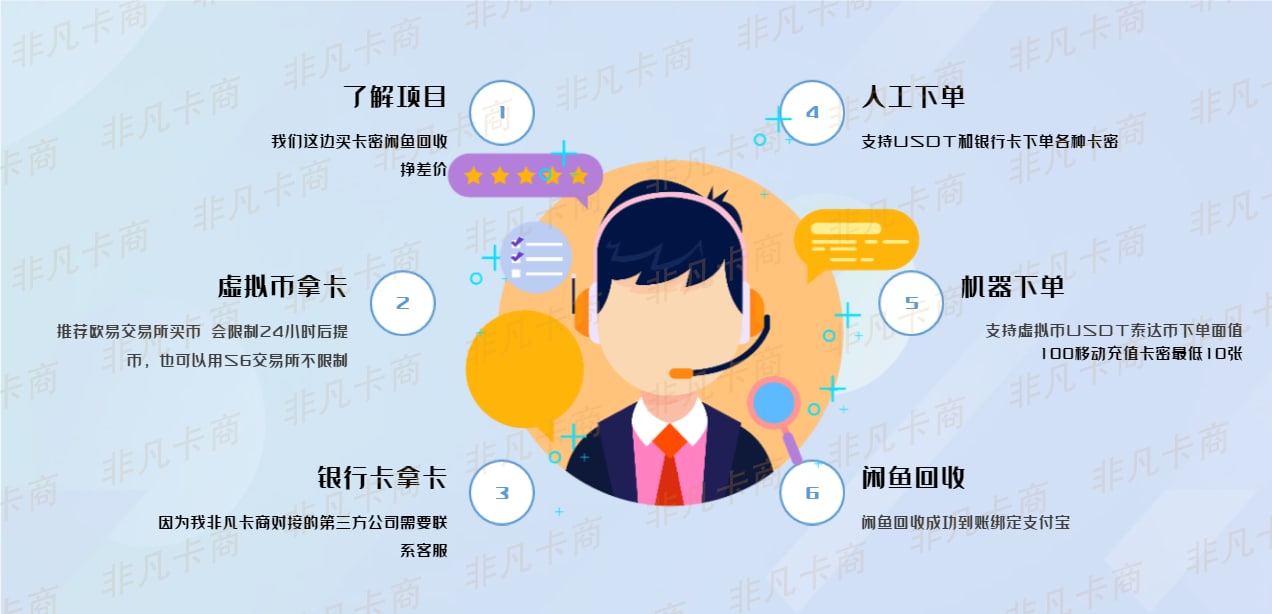 了解项目
1
我们这边买卡密闲鱼回收
挣差价
虚拟币拿卡
2
推荐欧易交易所买币 会限制24小时后提
币，也可以用S6交易所不限制
银行卡拿卡
3
因为我非凡卡商对接的第三方公司需要联
系客服
4
人工下单
支持USDT和银行卡下单各种卡密
5
机器下单
支持虚拟币USDT泰达币下单面值
100移动充值卡密最低10张
6
闲鱼回收
闲鱼回收成功到账绑定支付宝
非凡卡商